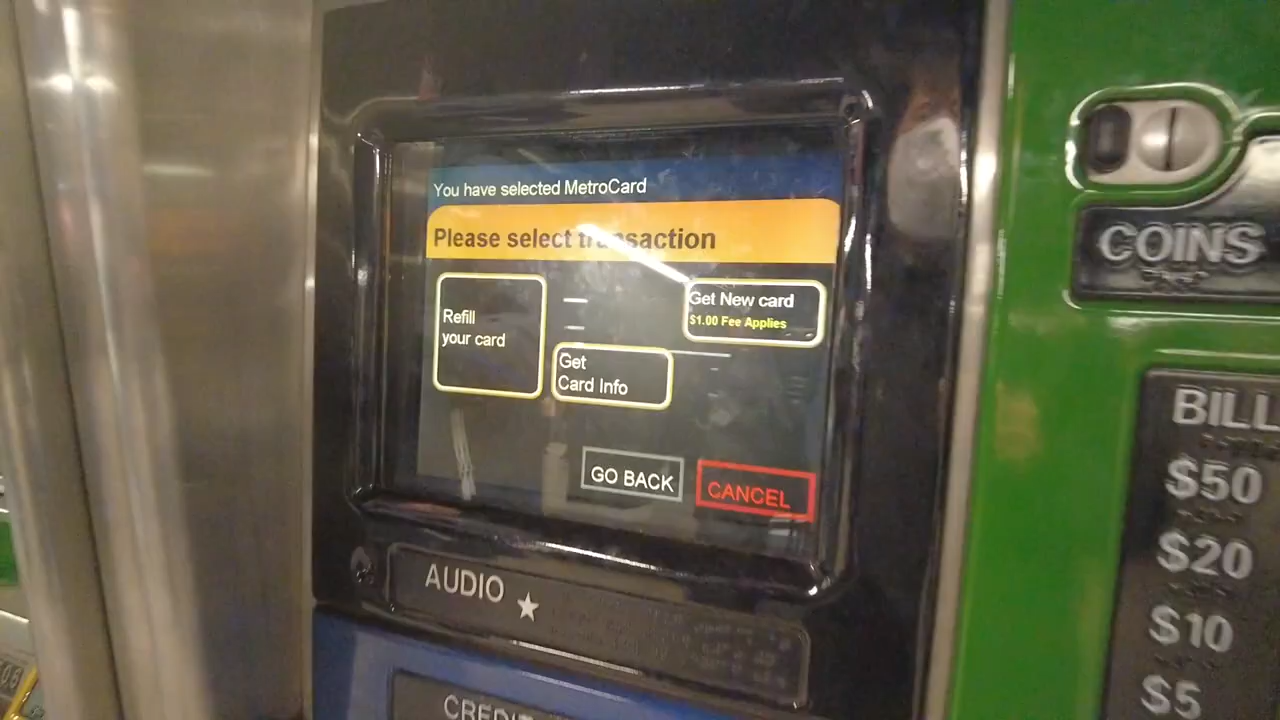 You have selected MetroCard
Please select transaction
Refill
your card
Get
Card Info
Get New card
$1.00 Fee Applies
GO BACK
CANCEL
AUDIO
COINS
BILL
$50
$20
$10
$5